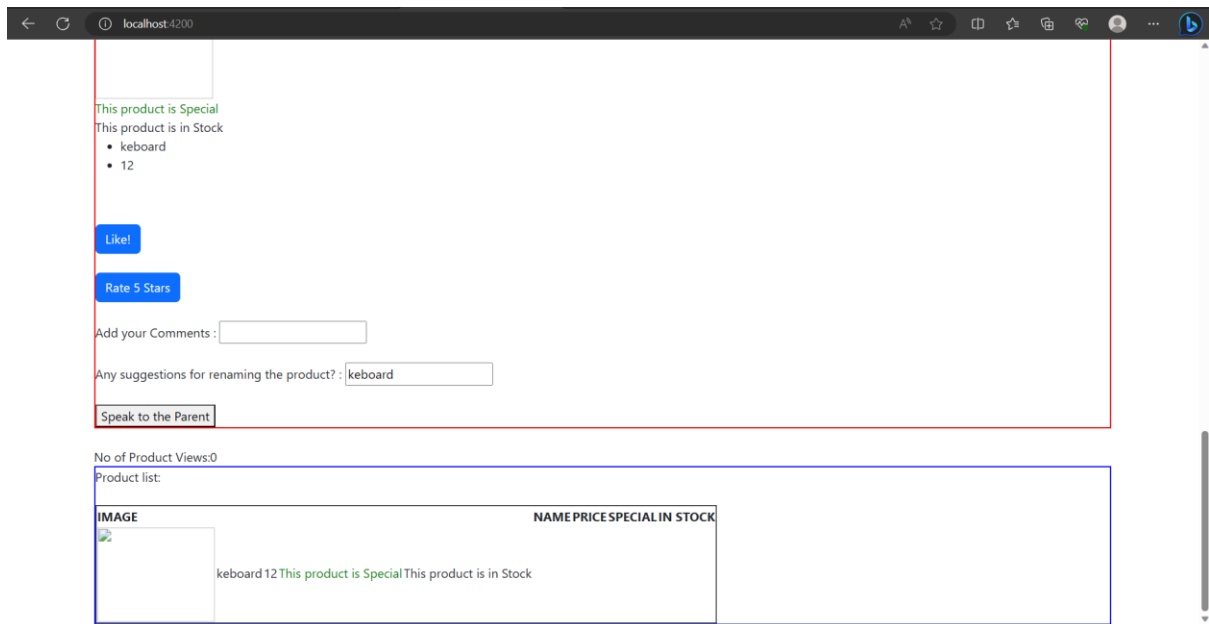 localhost:4200
This product is Special
This product is in Stock
keboard
12
Like!
Rate 5 Stars
Add your Comments :
Any suggestions for renaming the product? : keboard
Speak to the Parent
No of Product Views:0
Product list:
IMAGE NAME PRICE SPECIAL IN STOCK
keboard 12 This product is Special This product is in Stock